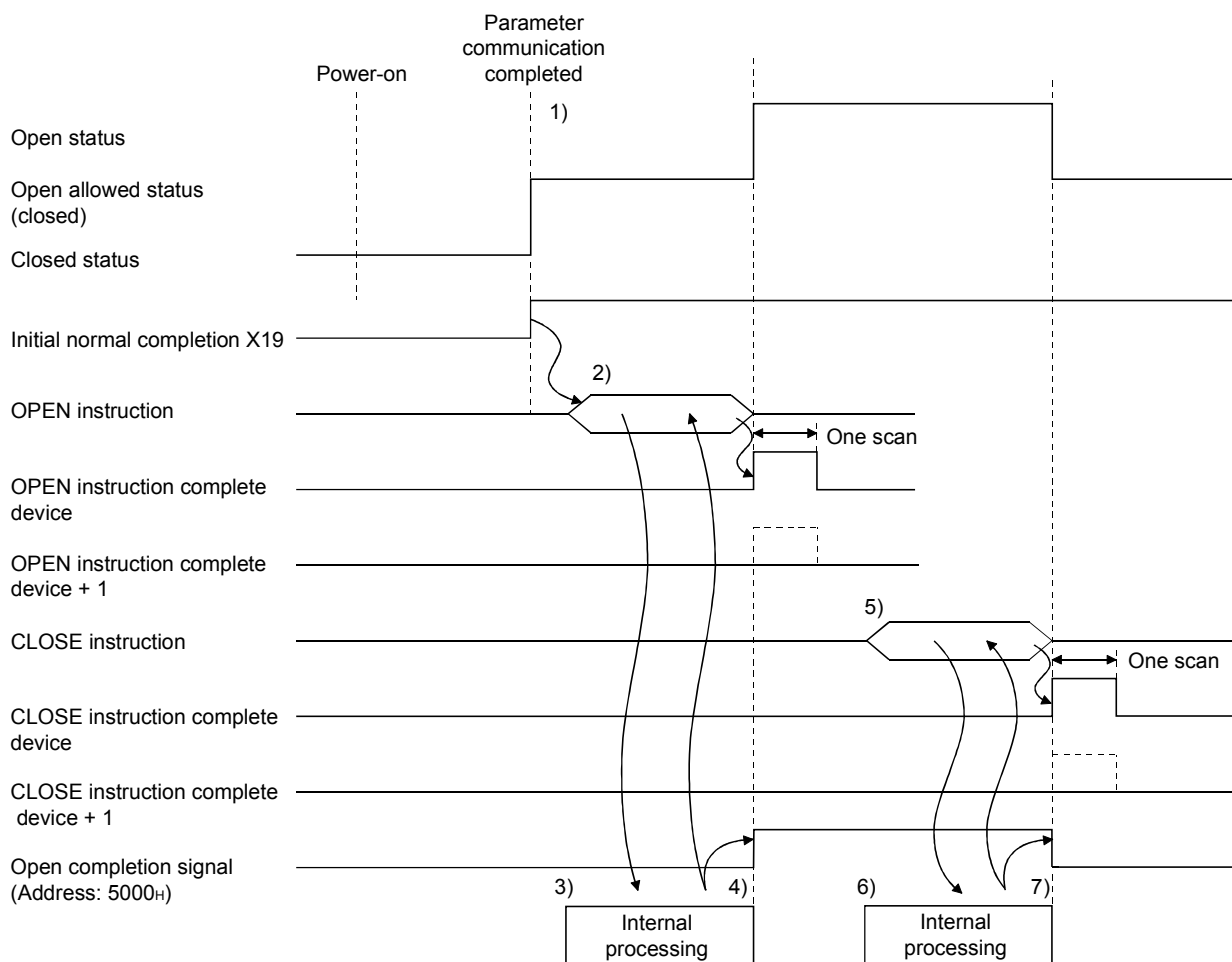 Parameter
communication
completed
Power-on
1)
Open status
Open allowed status
(closed)
Closed status
Initial normal completion X19
2)
OPEN instruction
One scan
OPEN instruction complete
device
OPEN instruction complete
device + 1
5)
CLOSE instruction
One scan
CLOSE instruction complete
device
CLOSE instruction complete
device + 1
Open completion signal
(Address: 5000H)
3)
4)
6)
7)
Internal
processing
Internal
processing